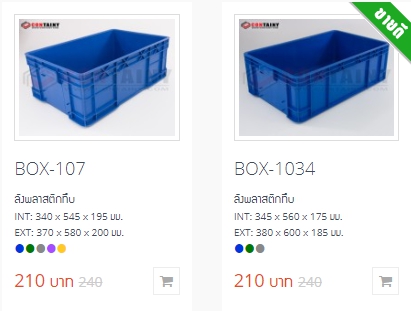 CONTAINY
BOX-107
ลังพลาสติกทึบ
INT: 340 x 545 x 195 มม.
EXT: 370 x 580 x 200 มม.
210 บาท 240
ขายดี
CONTAINY
BOX-1034
ลังพลาสติกทึบ
INT: 345 x 560 x 175 มม.
EXT: 380 x 600 x 185 มม.
210 บาท 240